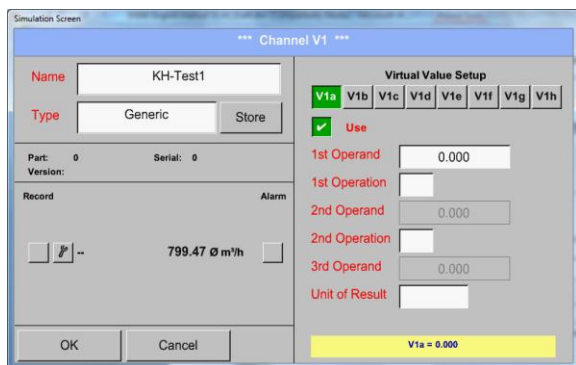 Simulation Screen
*** Channel V1 ***
Name
KH-Test1
Type
Generic
Store
Part: 0 Serial: 0
Version:
Record
Alarm
-- 799.47 Ø m³/h
OK
Cancel
Virtual Value Setup
V1a V1b V1c V1d V1e V1f V1g V1h
Use
1st Operand 0.000
1st Operation
2nd Operand 0.000
2nd Operation
3rd Operand 0.000
Unit of Result
V1a = 0.000